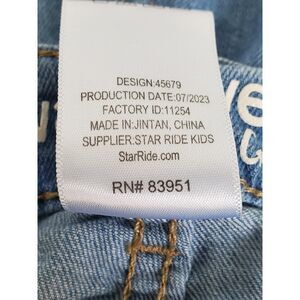 DESIGN:45679
PRODUCTION DATE:07/2023
FACTORY ID:11254
MADE IN:JINTAN, CHINA
SUPPLIER:STAR RIDE KIDS
StarRide.com
RN# 83951